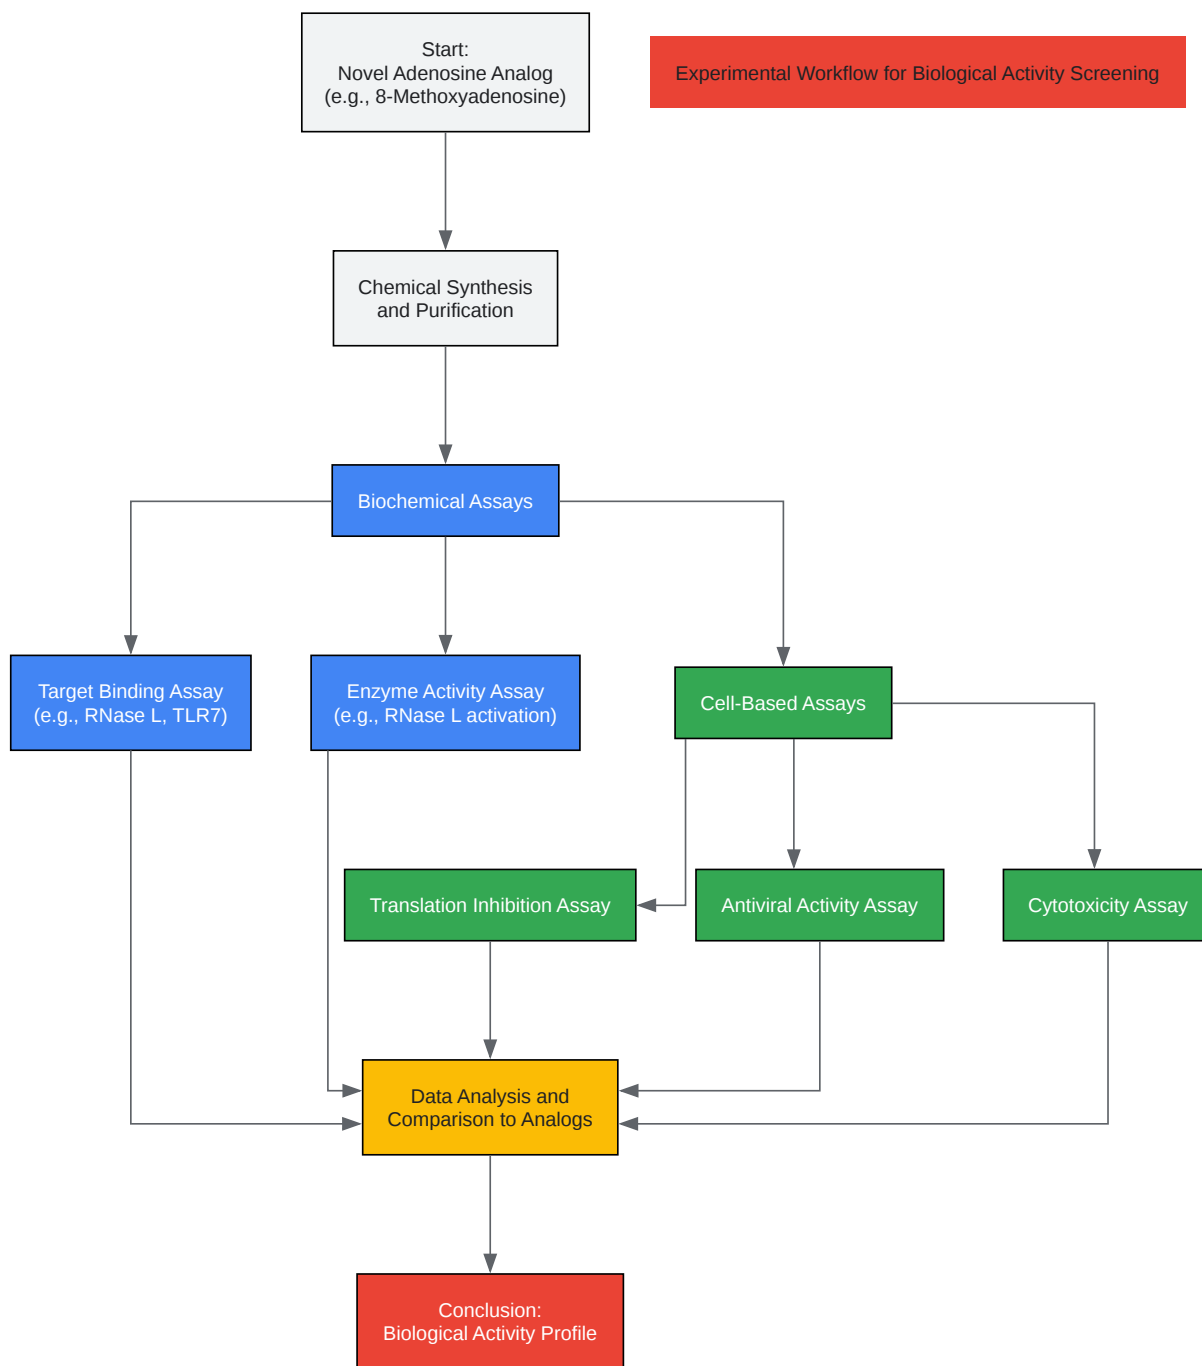 Start:
Novel Adenosine Analog
(e.g., 8-Methoxyadenosine)
Experimental Workflow for Biological Activity Screening
Chemical Synthesis
and Purification
Biochemical Assays
Target Binding Assay
(e.g., RNase L, TLR7)
Enzyme Activity Assay
(e.g., RNase L activation)
Cell-Based Assays
Translation Inhibition Assay
Antiviral Activity Assay
Cytotoxicity Assay
Data Analysis and
Comparison to Analogs
Conclusion:
Biological Activity Profile